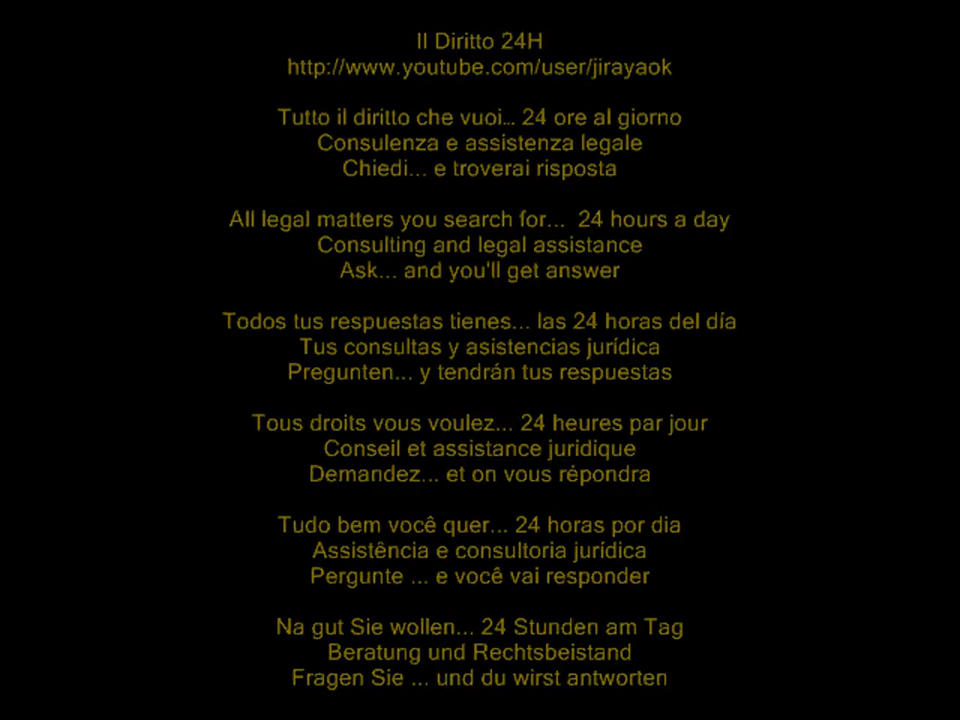 Il Diritto 24H
http://www.youtube.com/user/jirayaok
Tutto il diritto che vuoi... 24 ore al giorno
Consulenza e assistenza legale
Chiedi... e troverai risposta
All legal matters you search for... 24 hours a day
Consulting and legal assistance
Ask... and you'll get answer
Todos tus respuestas tienes... las 24 horas del día
Tus consultas y asistencias jurídica
Pregunten... y tendrán tus respuestas
Tous droits vous voulez... 24 heures par jour
Conseil et assistance juridique
Demandez... et on vous répondra
Tudo bem você quer... 24 horas por dia
Assistência e consultoria jurídica
Pergunte ... e você vai responder
Na gut Sie wollen... 24 Stunden am Tag
Beratung und Rechtsbeistand
Fragen Sie ... und du wirst antworten